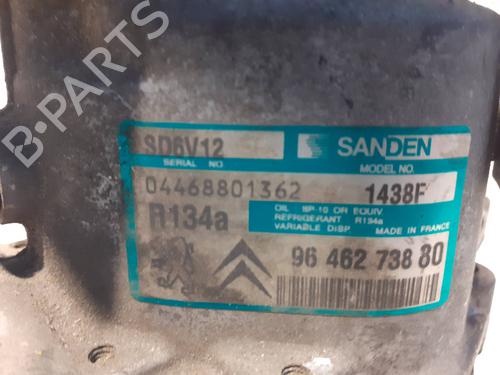 SD6V12
SANDEN
SERIAL NO
MODEL NO.
04468801362
1438F
R134a
OIL SP-10 OR EQUIV
REFRIGERANT R134a
VARIABLE DISP. MADE IN FRANCE
96 462 738 80
B-PARTS